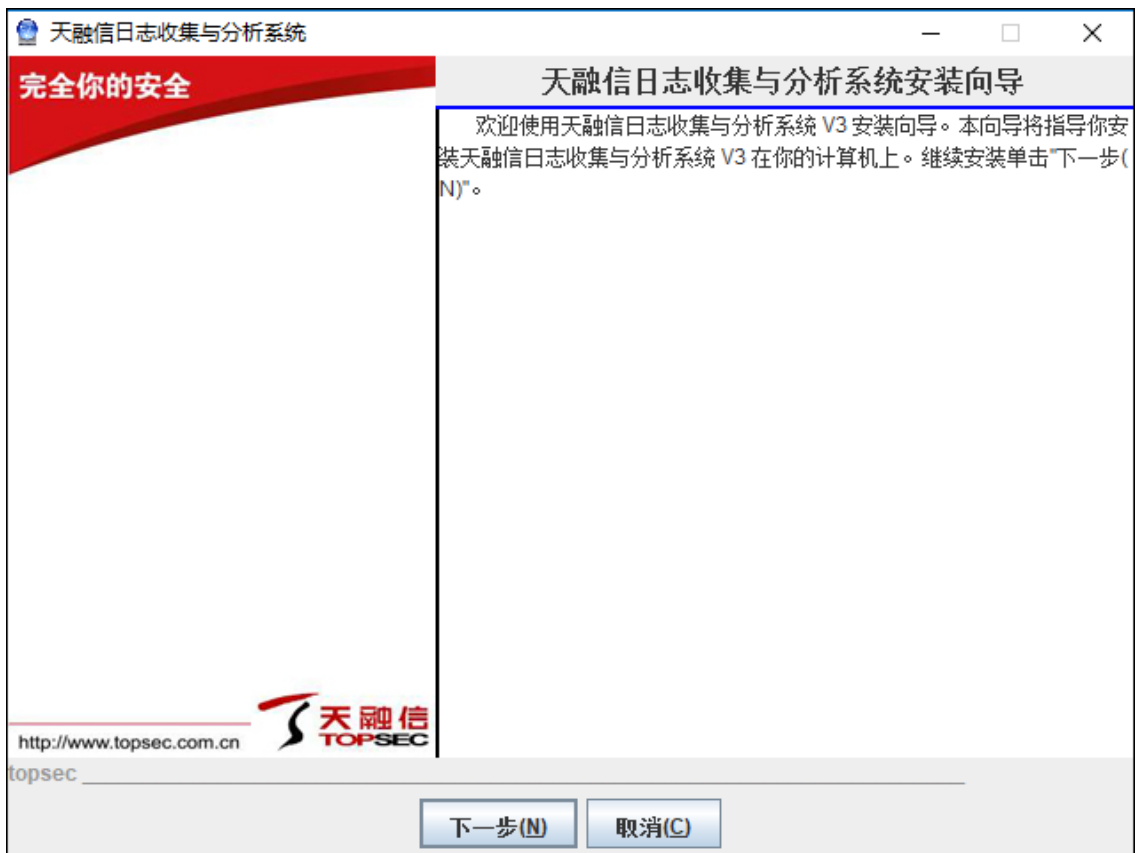 天融信日志收集与分析系统
完全你的安全
天融信日志收集与分析系统安装向导
欢迎使用天融信日志收集与分析系统 V3 安装向导。本向导将指导你安
装天融信日志收集与分析系统 V3 在你的计算机上。继续安装单击"下一步(
N)"。
天融信
http://www.topsec.com.cn
TOPSEC
topsec
下一步(N)
取消(C)